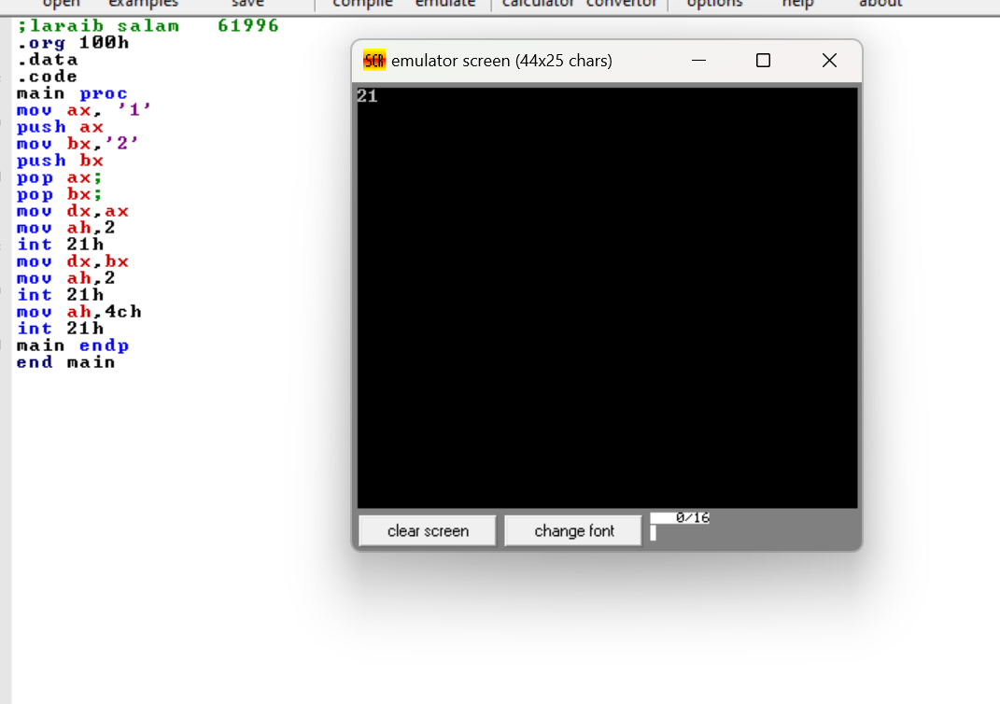 open examples save compile emulate calculator convertor options help about
;laraib salam 61996
.org 100h
.data
.code
main proc
mov ax, '1'
push ax
mov bx,'2'
push bx
pop ax;
pop bx;
mov dx,ax
mov ah,2
int 21h
mov dx,bx
mov ah,2
int 21h
mov ah,4ch
int 21h
main endp
end main
SCR emulator screen (44x25 chars)
21
clear screen change font 0/16